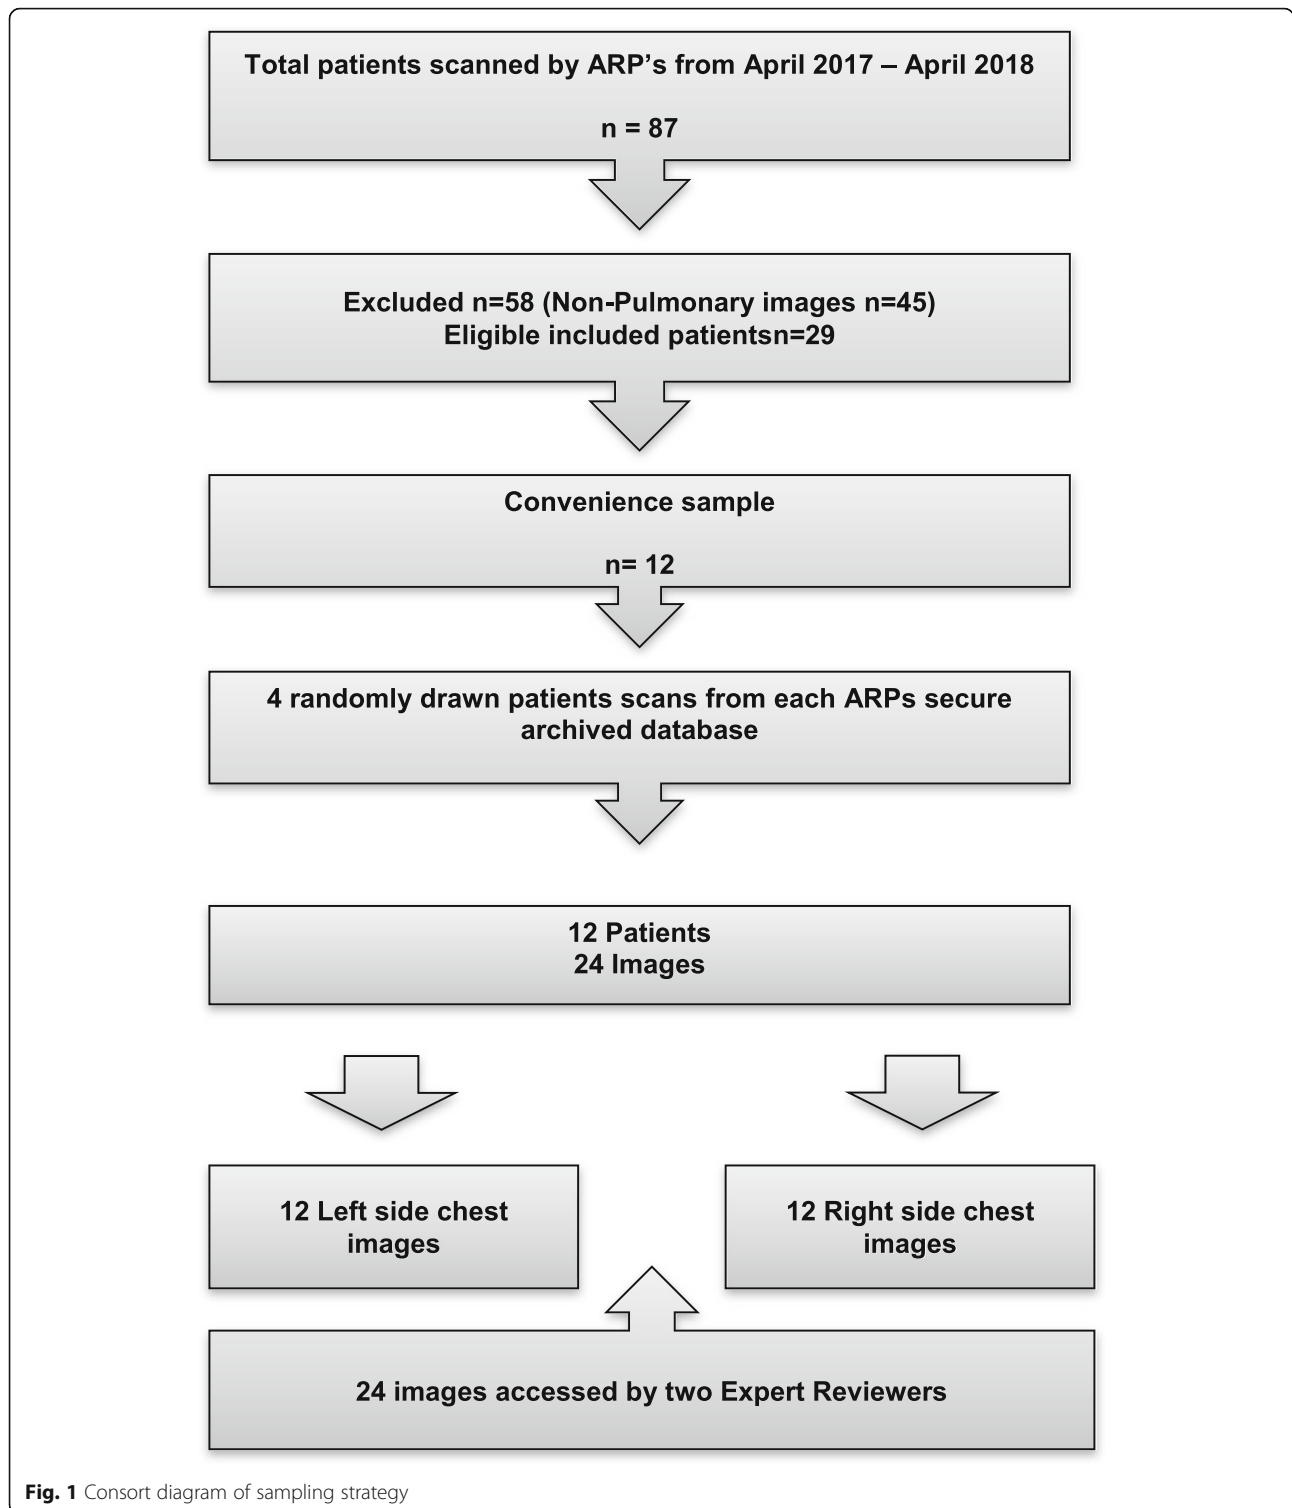 Total patients scanned by ARP's from April 2017 – April 2018
n = 87
Excluded n=58 (Non-Pulmonary images n=45)
Eligible included patientsn=29
Convenience sample
n= 12
4 randomly drawn patients scans from each ARPs secure
archived database
12 Patients
24 Images
12 Left side chest
images
12 Right side chest
images
24 images accessed by two Expert Reviewers
Fig. 1 Consort diagram of sampling strategy